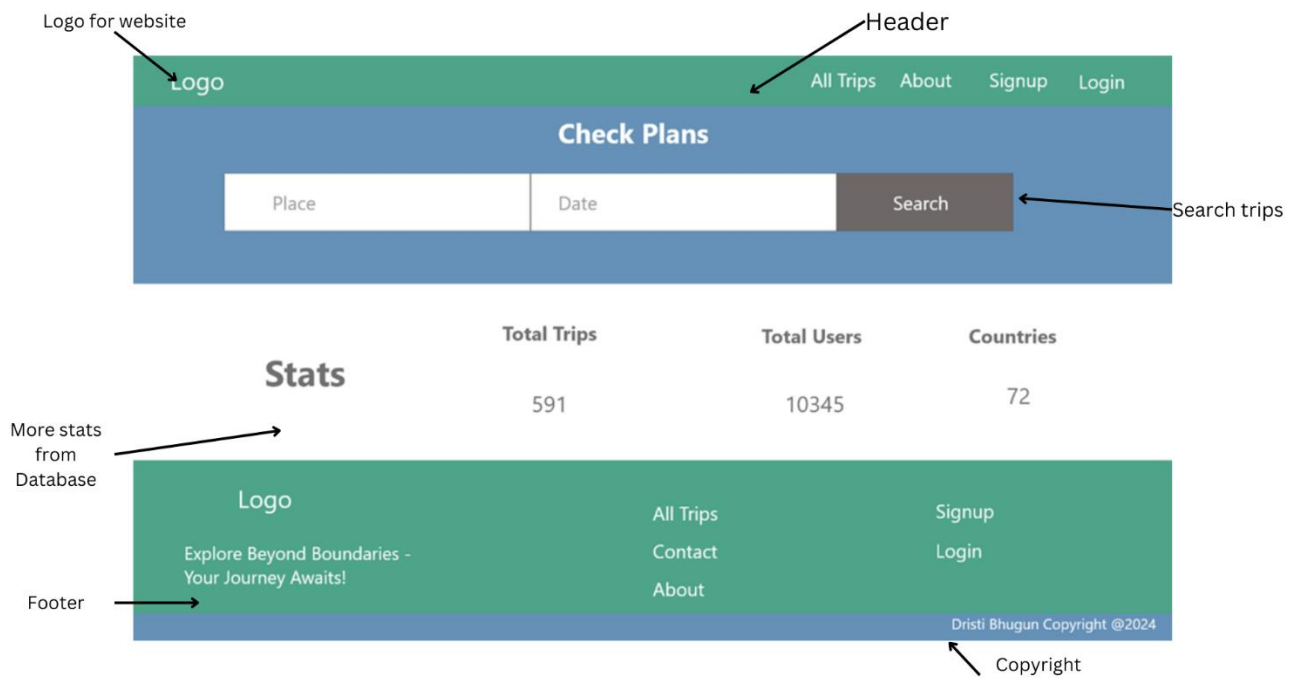 Logo for website
Header
Logo
All Trips About Signup Login
Check Plans
Place Date Search
Search trips
Total Trips Total Users Countries
Stats
591 10345 72
More stats
from
Database
Logo
All Trips Signup
Explore Beyond Boundaries -
Contact Login
Your Journey Awaits!
About
Footer
Dristi Bhugun Copyright @2024
Copyright